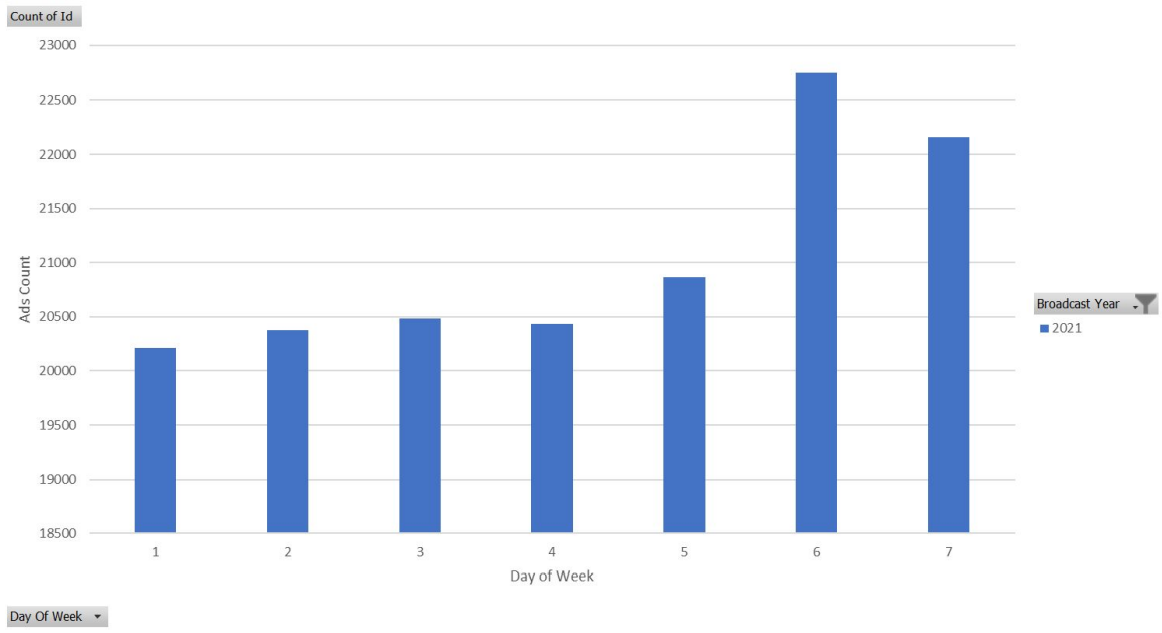 Count of Id
23000
22500
22000
21500
21000
20500
20000
19500
19000
18500
Ads Count
1 2 3 4 5 6 7
Day of Week
Broadcast Year
2021
Day Of Week